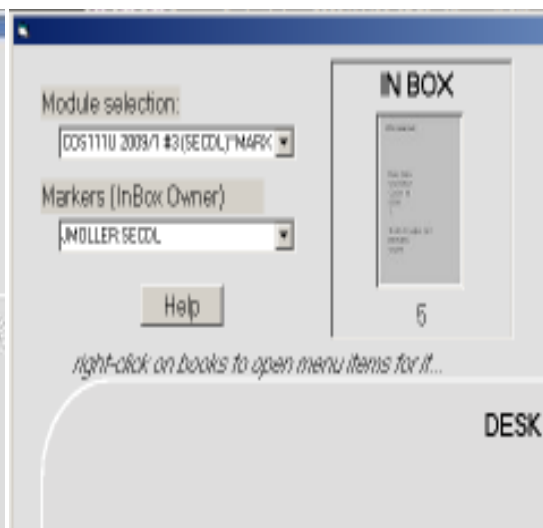 IN BOX
Module selection:
COS111U 2009/1 #3(SECDL)"MARK
Markers (InBox Owner)
JMOLLER SECDL
Help
5
right-click on books to open menu items for it...
DESK